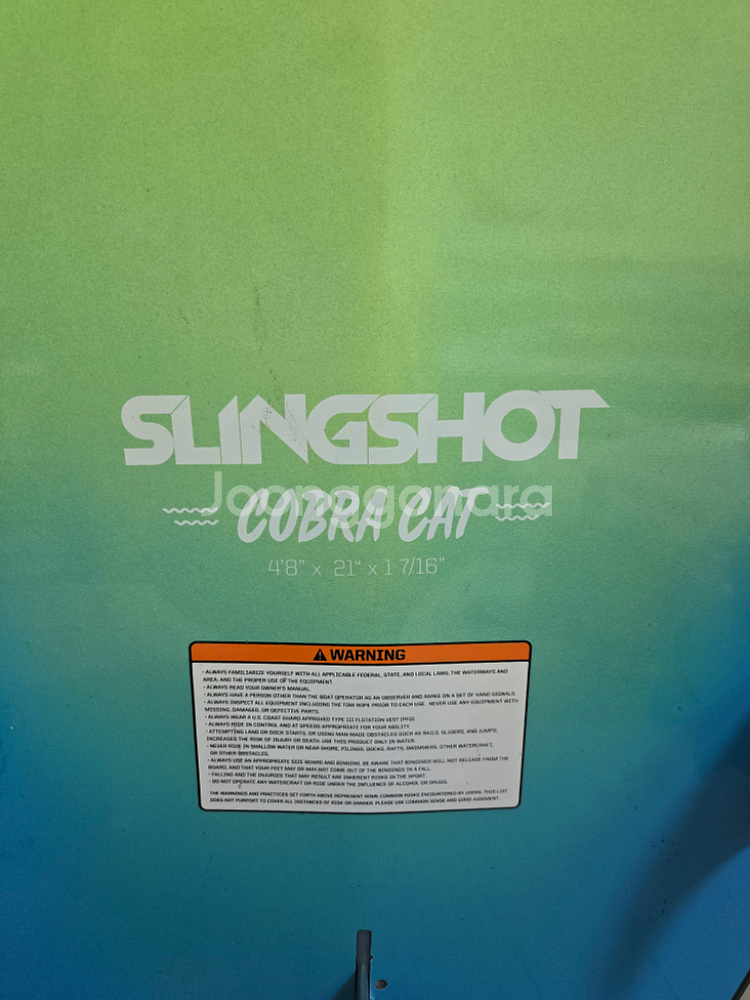 SLINGSHOT
Joonggonara
COBRA CAT
4'8" x 21" x 1 7/16"
WARNING
· ALWAYS FAMILIARIZE YOURSELF WITH ALL APPLICABLE FEDERAL, STATE, AND LOCAL LAWS, THE WATERWAYS AND
AREA, AND THE PROPER USE OF THE EQUIPMENT.
· ALWAYS READ YOUR OWNER'S MANUAL.
· ALWAYS HAVE A PERSON OTHER THAN THE BOAT OPERATOR AS AN OBSERVER AND AGREE ON A SET OF HAND SIGNALS.
· ALWAYS INSPECT ALL EQUIPMENT INCLUDING THE TOW ROPE PRIOR TO EACH USE. NEVER USE ANY EQUIPMENT WITH
MISSING, DAMAGED, OR DEFECTIVE PARTS.
· ALWAYS WEAR A U.S. COAST GUARD APPROVED TYPE III FLOTATION VEST (PFD).
· ALWAYS RIDE IN CONTROL AND AT SPEEDS APPROPRIATE FOR YOUR ABILITY.
· ATTEMPTING LAND OR DOCK STARTS, OR USING MAN-MADE OBSTACLES SUCH AS RAILS, SLIDERS, AND JUMPS,
INCREASES THE RISK OF INJURY OR DEATH. USE THIS PRODUCT ONLY IN WATER.
· NEVER RIDE IN SHALLOW WATER OR NEAR SHORE, PILINGS, DOCKS, RAFTS, SWIMMERS, OTHER WATERCRAFT,
OR OTHER OBSTACLES.
· ALWAYS USE AN APPROPRIATE SIZE BOARD AND BINDING. BE AWARE THAT BINDINGS WILL NOT RELEASE FROM THE
BOARD, AND THAT YOUR FEET MAY OR MAY NOT COME OUT OF THE BINDINGS IN A FALL.
· FALLING AND THE INJURIES THAT MAY RESULT ARE INHERENT RISKS IN THE SPORT.
· DO NOT OPERATE ANY WATERCRAFT OR RIDE UNDER THE INFLUENCE OF ALCOHOL OR DRUGS.
THE WARNINGS AND PRACTICES SET FORTH ABOVE REPRESENT SOME COMMON RISKS ENCOUNTERED BY USERS. THIS LIST
DOES NOT PURPORT TO COVER ALL INSTANCES OF RISK OR DANGER. PLEASE USE COMMON SENSE AND GOOD JUDGMENT.